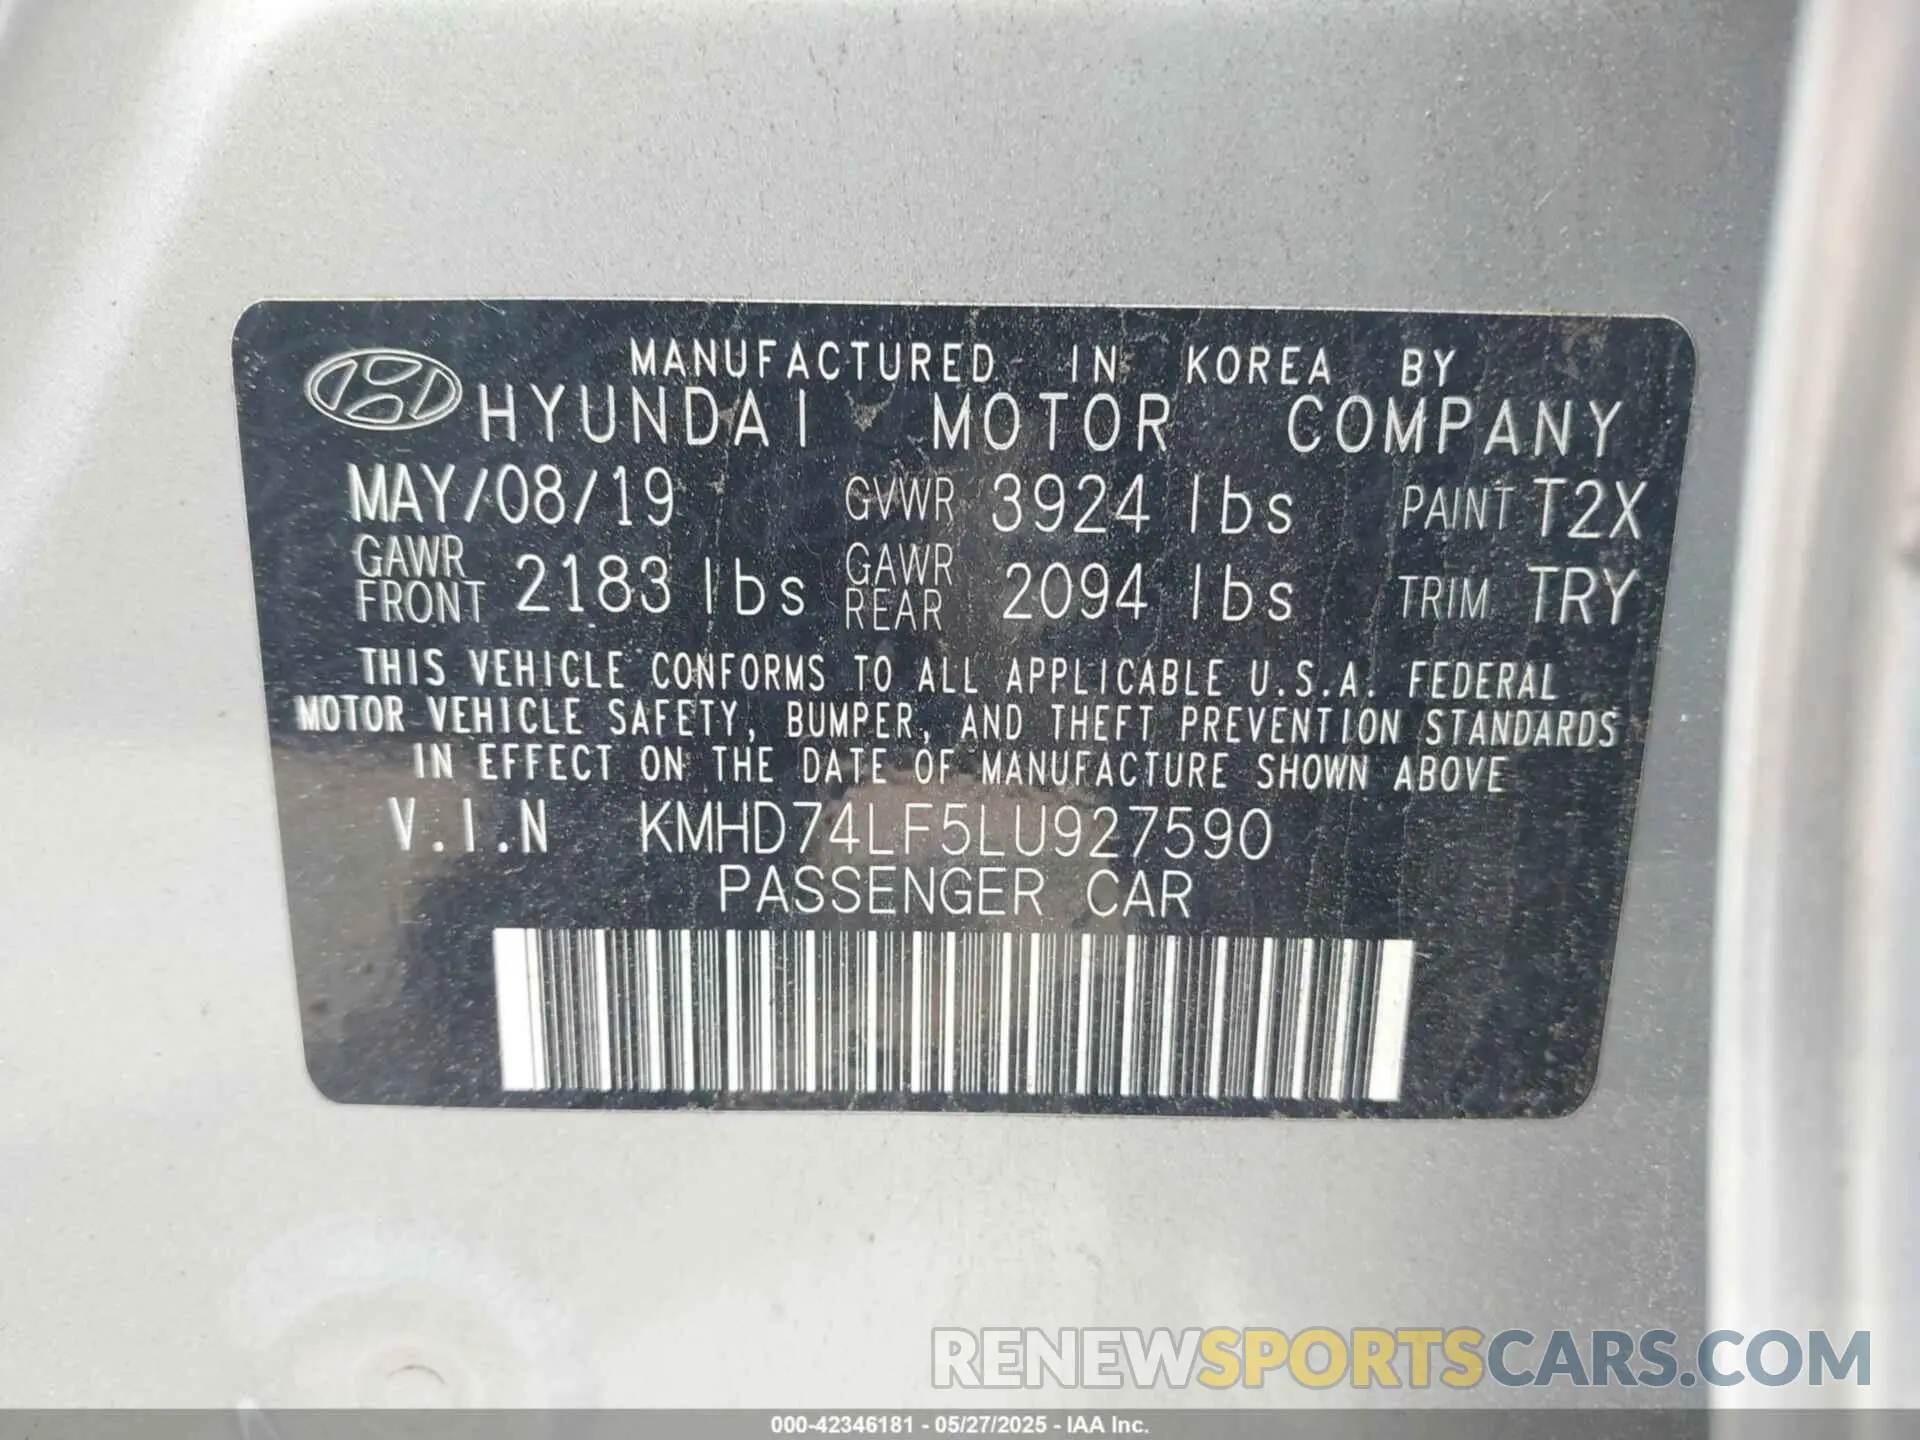 MANUFACTURED IN KOREA BY
HYUNDAI MOTOR COMPANY
MAY/08/19 GVWR 3924 lbs PAINT T2X
GAWR FRONT 2183 lbs GAWR REAR 2094 lbs TRIM TRY
THIS VEHICLE CONFORMS TO ALL APPLICABLE U.S.A. FEDERAL
MOTOR VEHICLE SAFETY, BUMPER, AND THEFT PREVENTION STANDARDS
IN EFFECT ON THE DATE OF MANUFACTURE SHOWN ABOVE
V.I.N KMHD74LF5LU927590
PASSENGER CAR
RENEWSPORTSCARS.COM
000-42346181 - 05/27/2025 - IAA Inc.